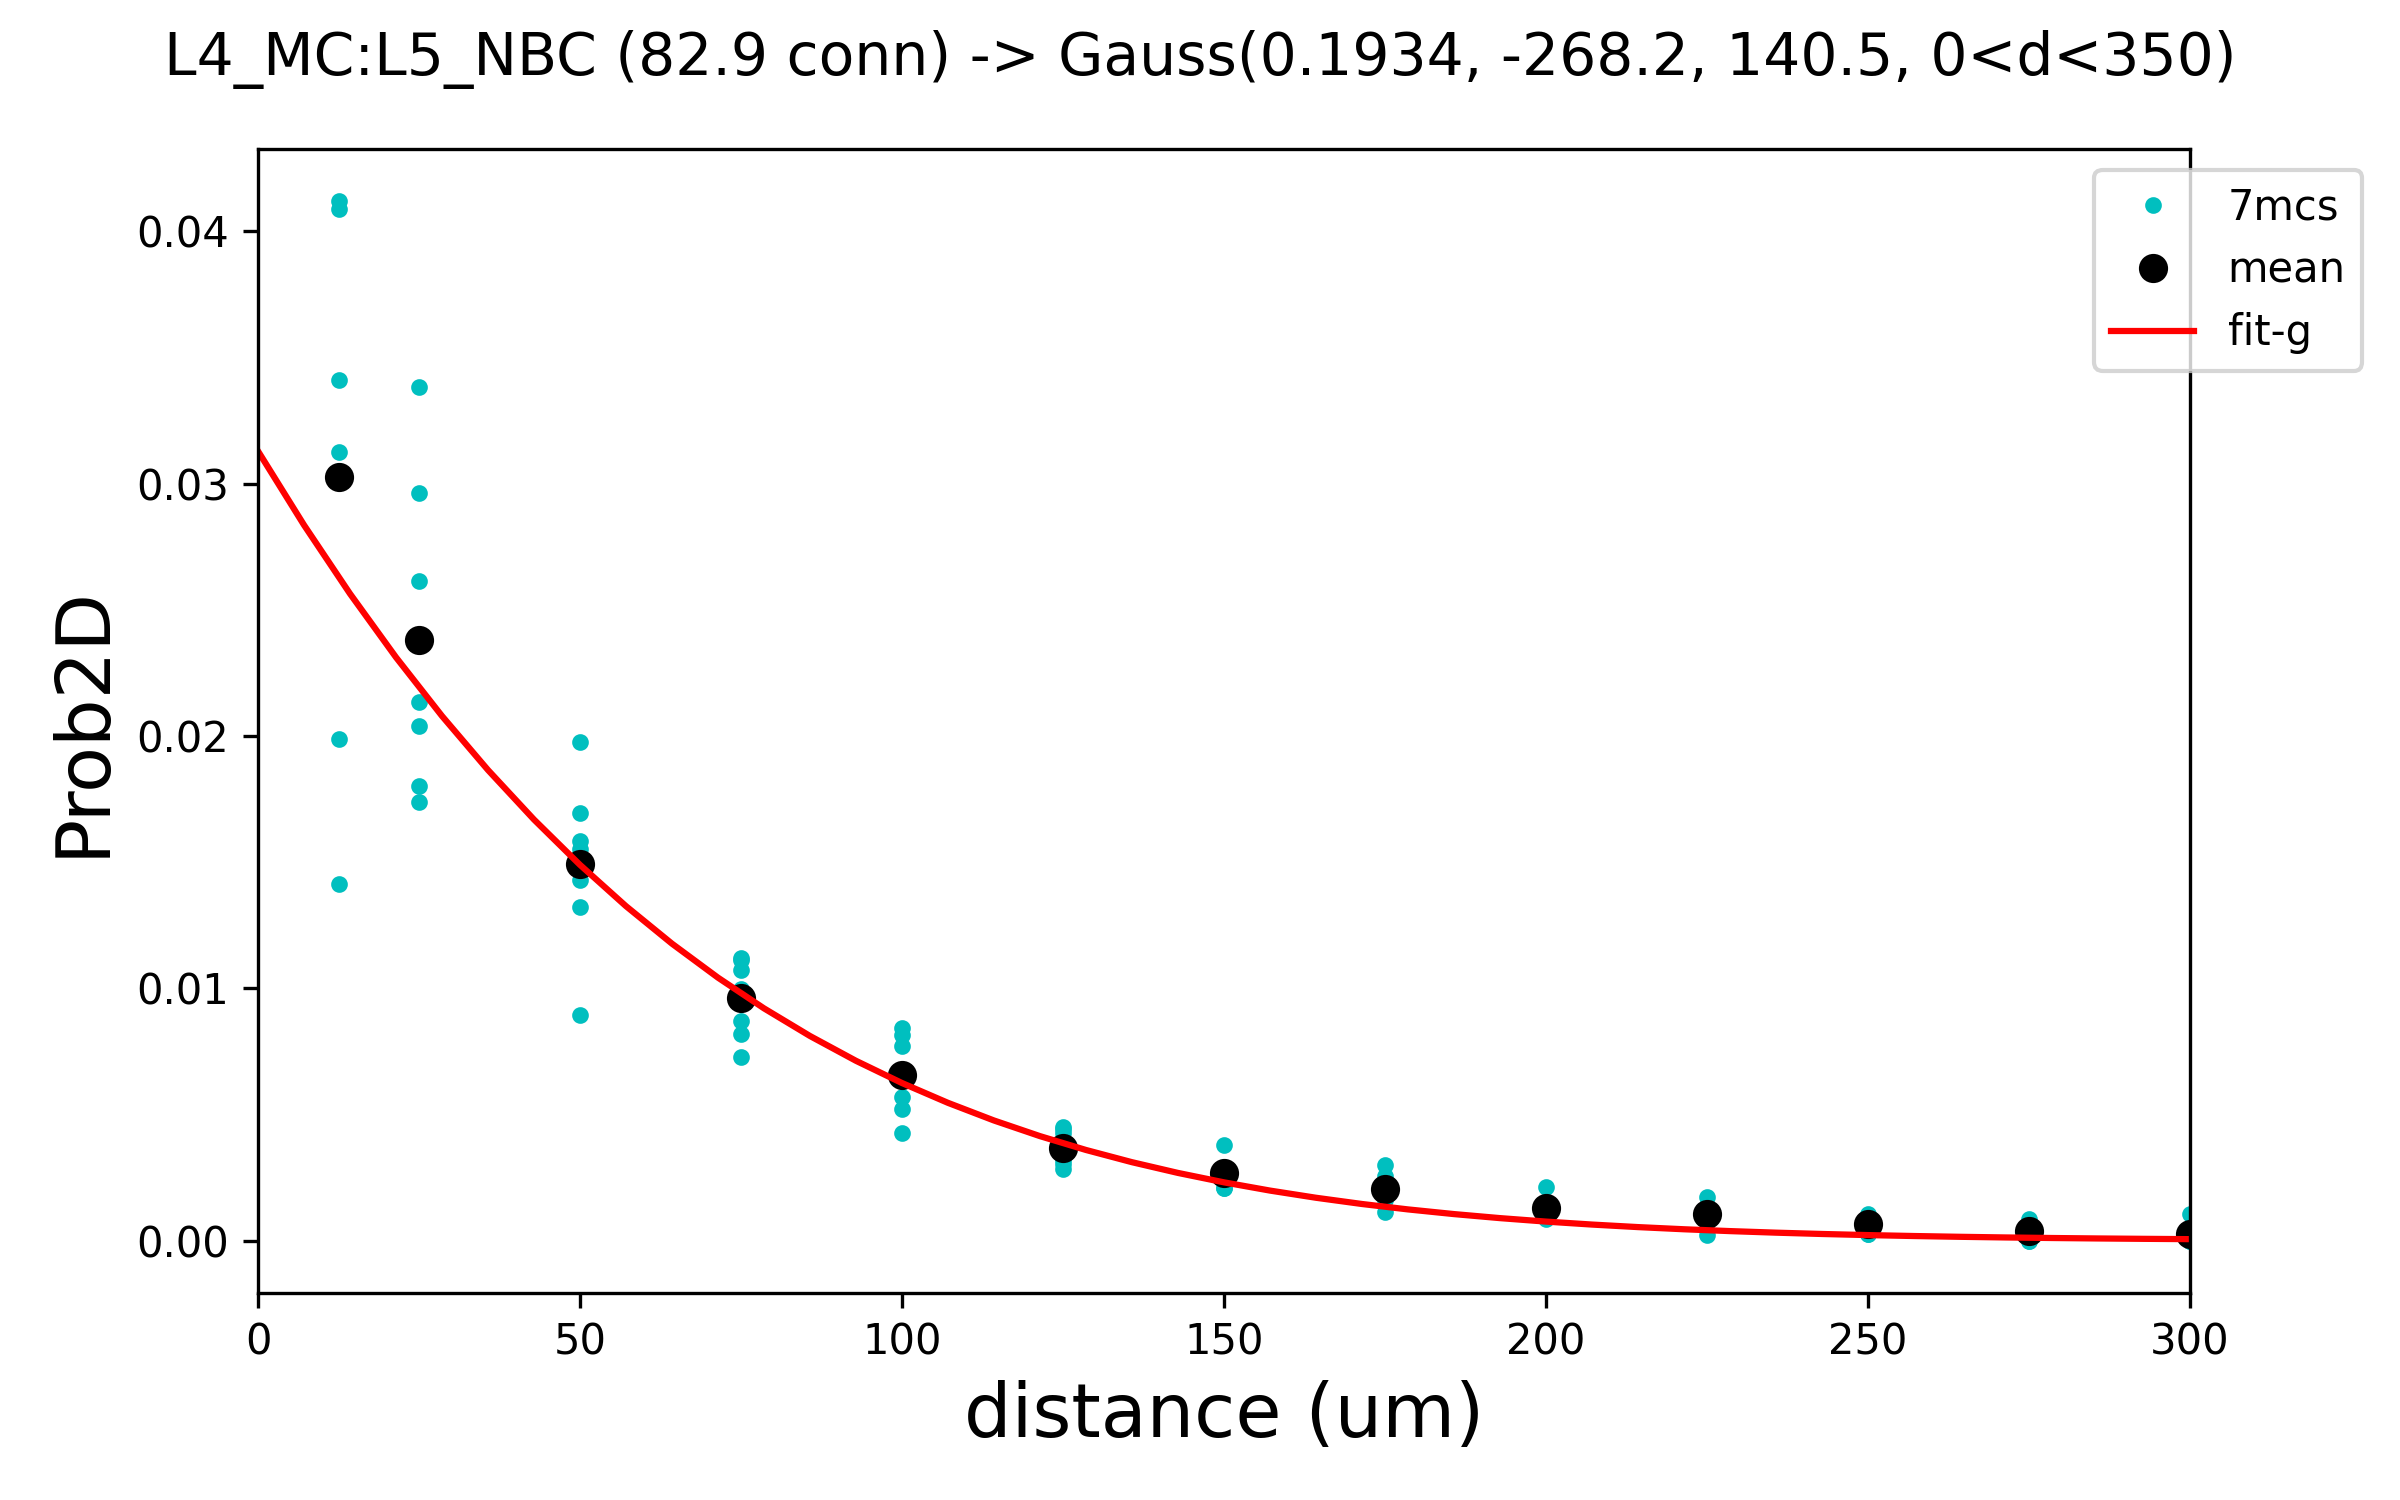 L4_MC:L5_NBC (82.9 conn) -> Gauss(0.1934, -268.2, 140.5, 0<d<350)
7mcs
mean
fit-g
0.04
0.03
0.02
0.01
0.00
Prob2D
0 50 100 150 200 250 300
distance (um)